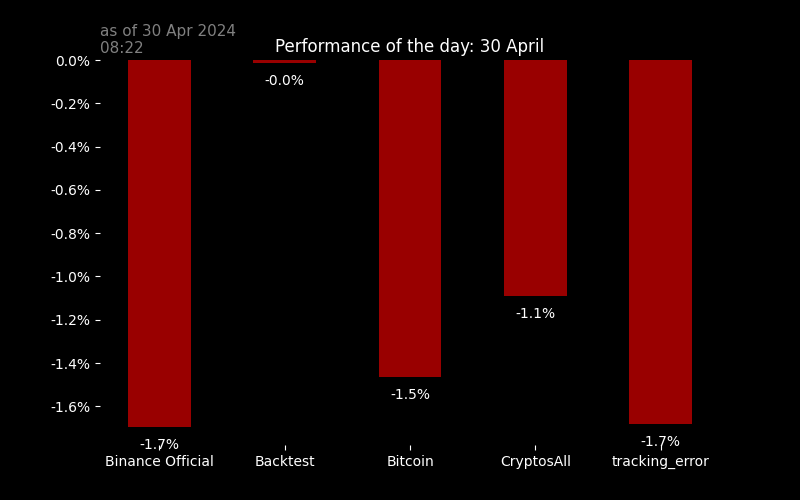 as of 30 Apr 2024
08:22
Performance of the day: 30 April
0.0%
-0.2%
-0.4%
-0.6%
-0.8%
-1.0%
-1.2%
-1.4%
-1.6%
-1.7%
-0.0%
-1.5%
-1.1%
-1.7%
Binance Official
Backtest
Bitcoin
CryptosAll
tracking_error